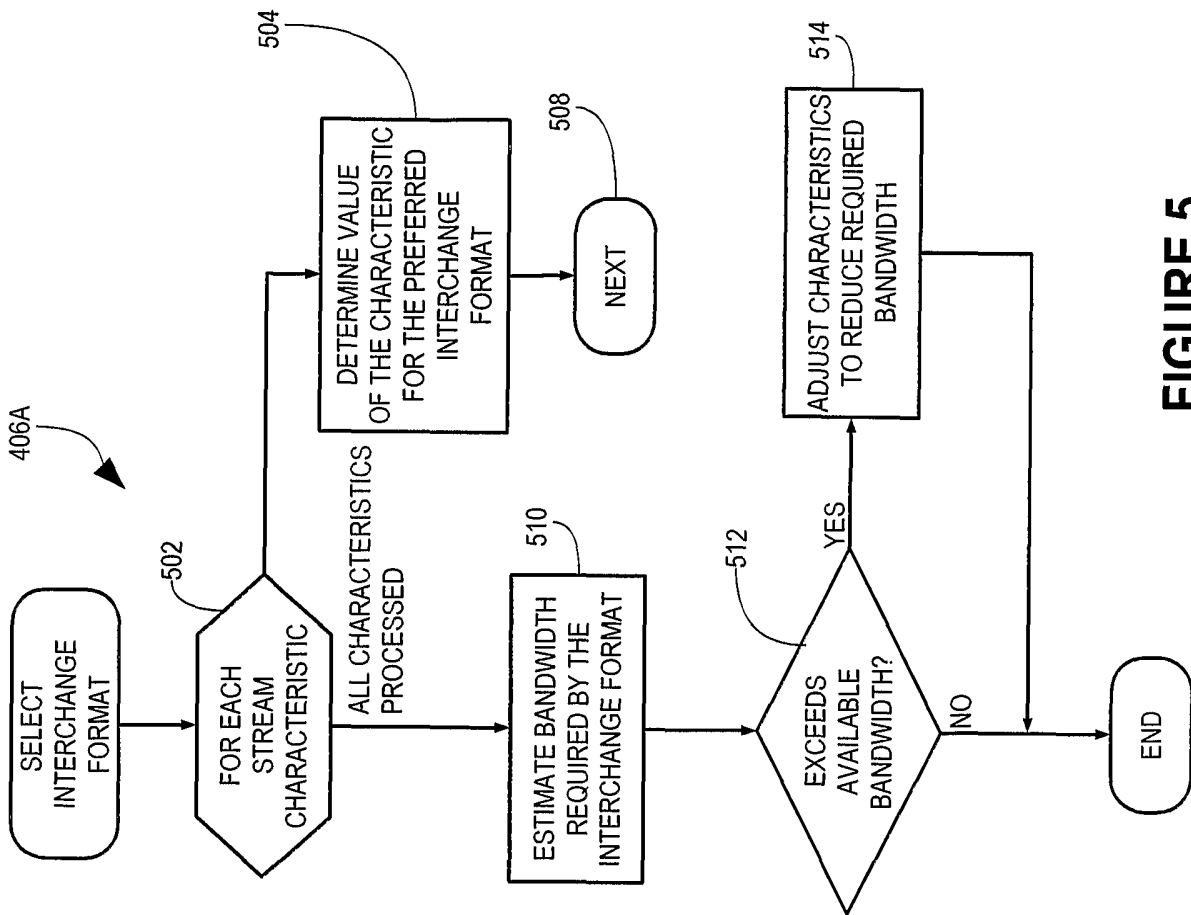 406A
SELECT
INTERCHANGE
FORMAT
502
FOR EACH
STREAM
CHARACTERISTIC
504
DETERMINE VALUE
OF THE CHARACTERISTIC
FOR THE PREFERRED
INTERCHANGE
FORMAT
508
NEXT
ALL CHARACTERISTICS
PROCESSED
510
ESTIMATE BANDWIDTH
REQUIRED BY THE
INTERCHANGE FORMAT
512
EXCEEDS
AVAILABLE
BANDWIDTH?
YES
514
ADJUST CHARACTERISTICS
TO REDUCE REQUIRED
BANDWIDTH
NO
END
FIGURE 5